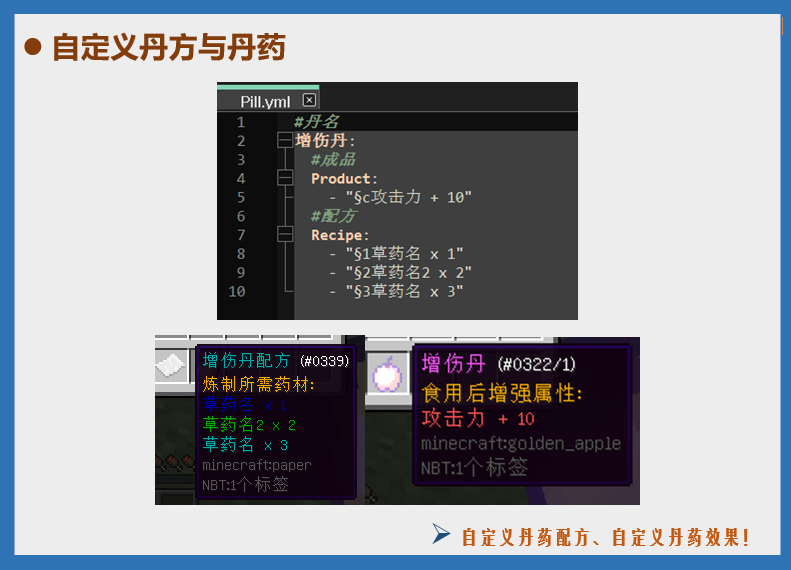 自定义丹方与丹药
Pill.yml
1 #丹名
2 增伤丹:
3 #成品
4 Product:
5 - "§c攻击力 + 10"
6 #配方
7 Recipe:
8 - "§1草药名 x 1"
9 - "§2草药名2 x 2"
10 - "§3草药名 x 3"
增伤丹配方 (#0339)
炼制所需药材:
草药名 x 1
草药名2 x 2
草药名 x 3
minecraft:paper
NBT:1个标签
增伤丹 (#0322/1)
食用后增强属性:
攻击力 + 10
minecraft:golden_apple
NBT:1个标签
自定义丹药配方、自定义丹药效果!